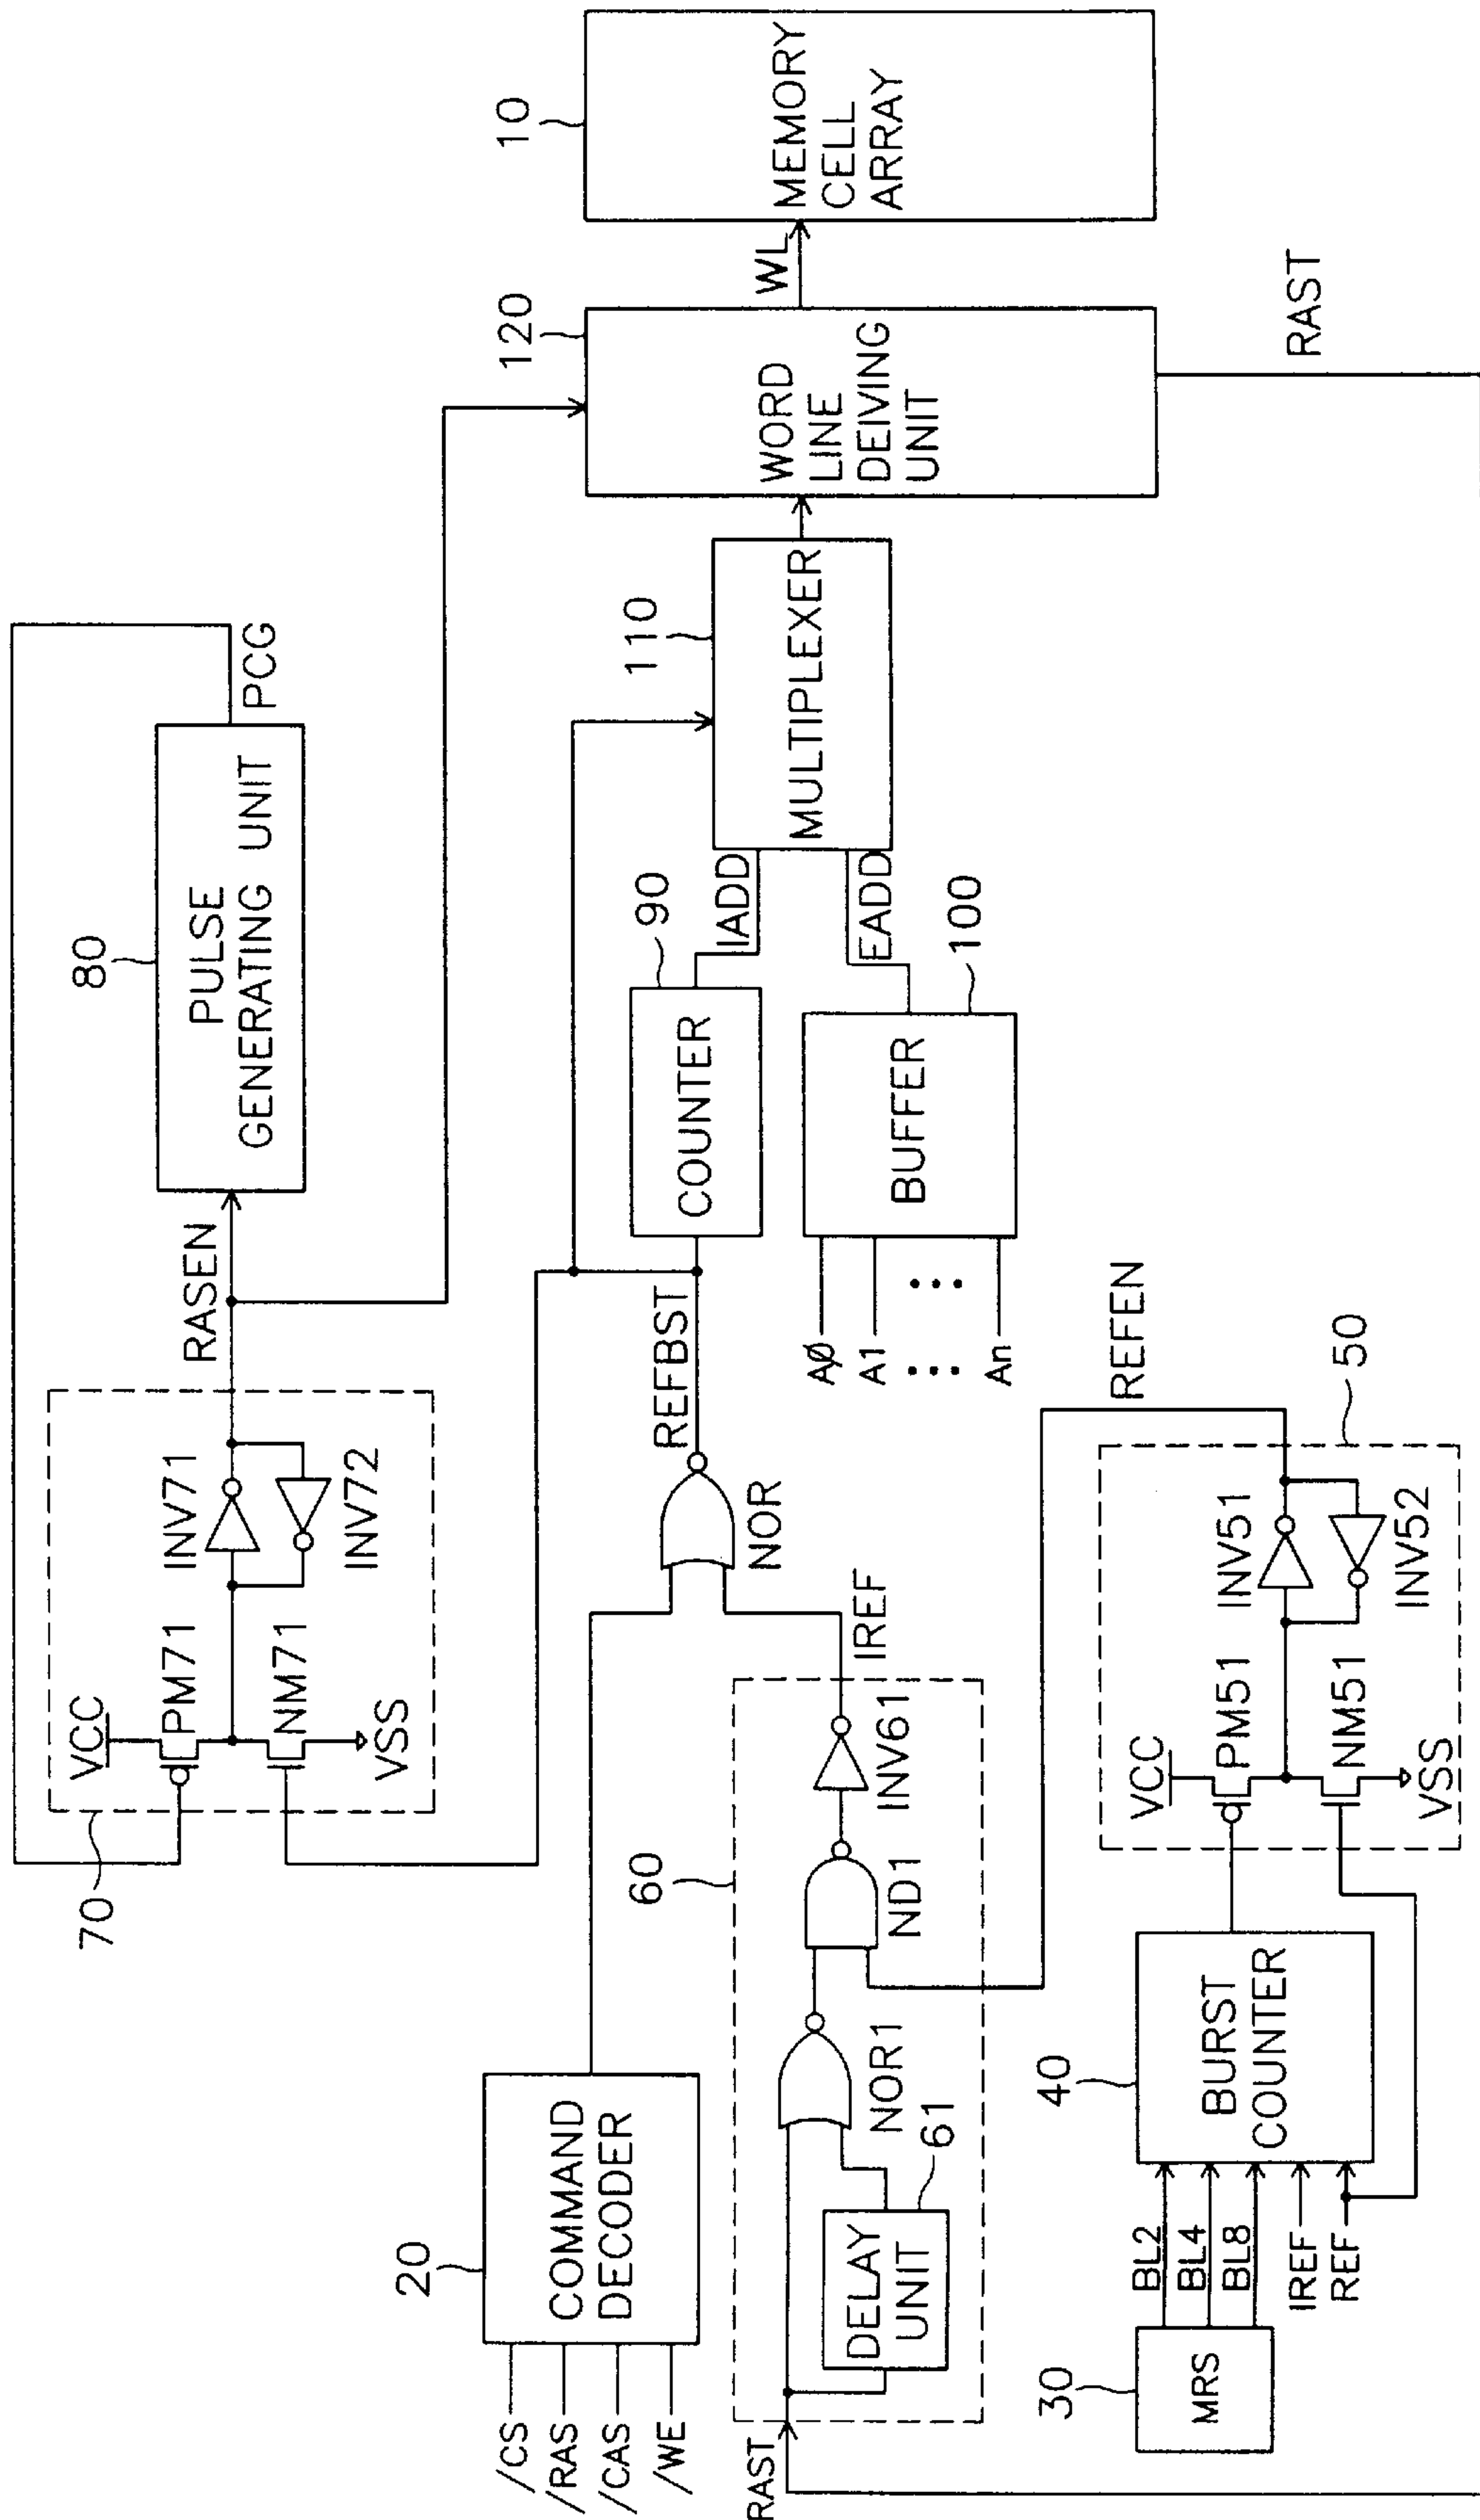 80
PULSE
GENERATING UNIT
PCG
RASEN
70
VCC
PM71
NM71
VSS
INV71
INV72
10
MEMORY
CELL
ARRAY
WL
120
WORD
LINE
DEIVING
UNIT
RAST
110
MULTIPLEXER
IADD
EADD
90
COUNTER
100
BUFFER
A0
A1
An
REFBST
NOR
20
COMMAND
DECODER
/CS
/RAS
/CAS
/WE
60
RAST
DELAY
UNIT
61
NOR1
ND1
INV61
IREF
REFEN
50
VCC
PM51
NM51
VSS
INV51
INV52
40
BURST
COUNTER
BL2
BL4
BL8
IREF
REF
30
MRS